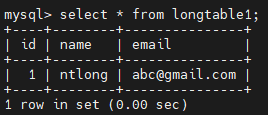 mysql> select * from longtable1;
+----+--------+---------------+
| id | name   | email         |
+----+--------+---------------+
|  1 | ntlong | abc@gmail.com |
+----+--------+---------------+
1 row in set (0.00 sec)